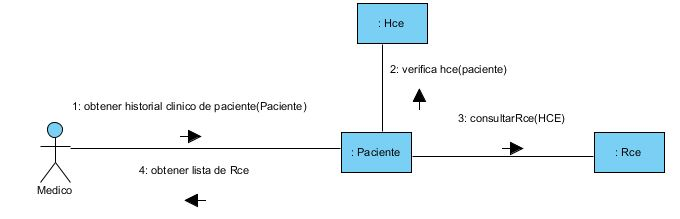 : Hce
2: verifica hce(paciente)
1: obtener historial clinico de paciente(Paciente)
3: consultarRce(HCE)
: Paciente
: Rce
4: obtener lista de Rce
Medico